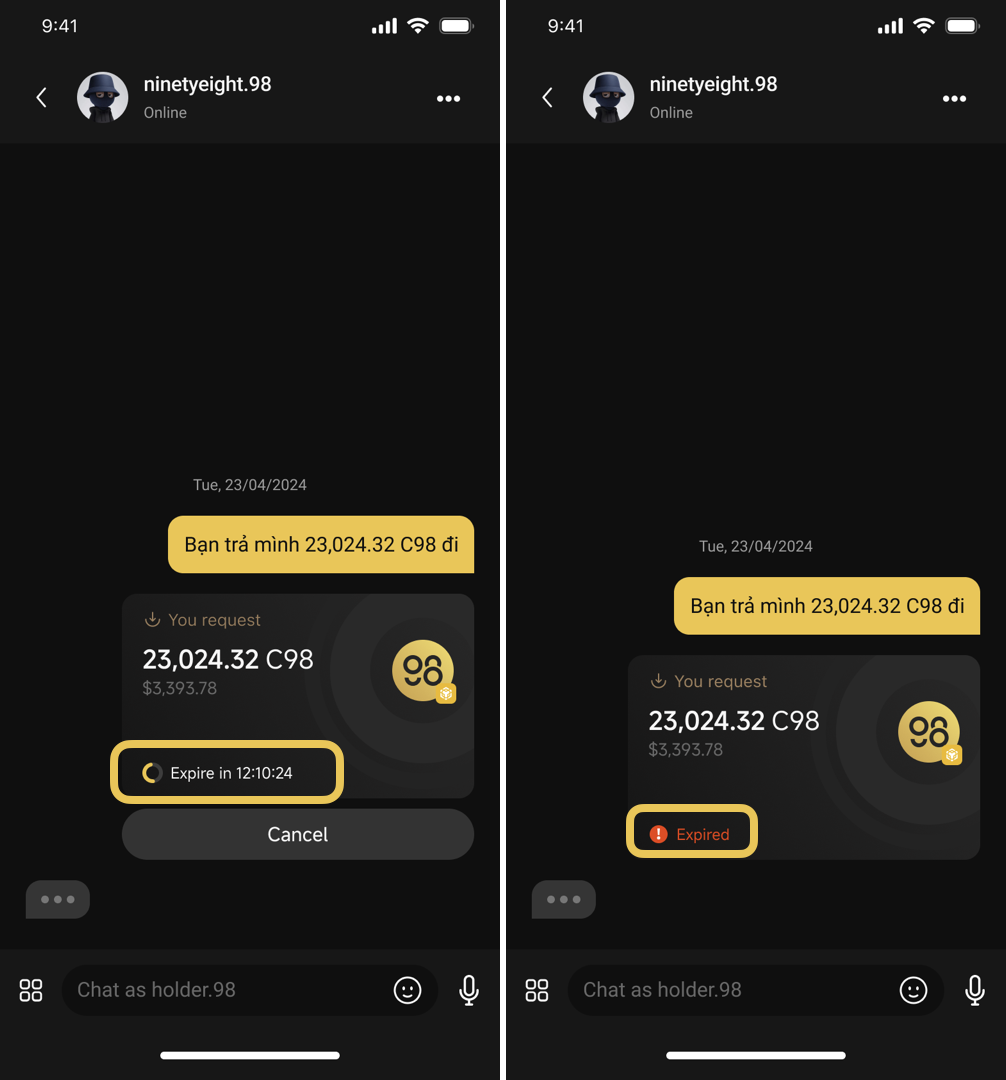 9:41
ninetyeight.98
Online
Tue, 23/04/2024
Bạn trả mình 23,024.32 C98 đi
You request
23,024.32 C98
$3,393.78
98
Expire in 12:10:24
Cancel
Chat as holder.98
9:41
ninetyeight.98
Online
Tue, 23/04/2024
Bạn trả mình 23,024.32 C98 đi
You request
23,024.32 C98
$3,393.78
98
Expired
Chat as holder.98